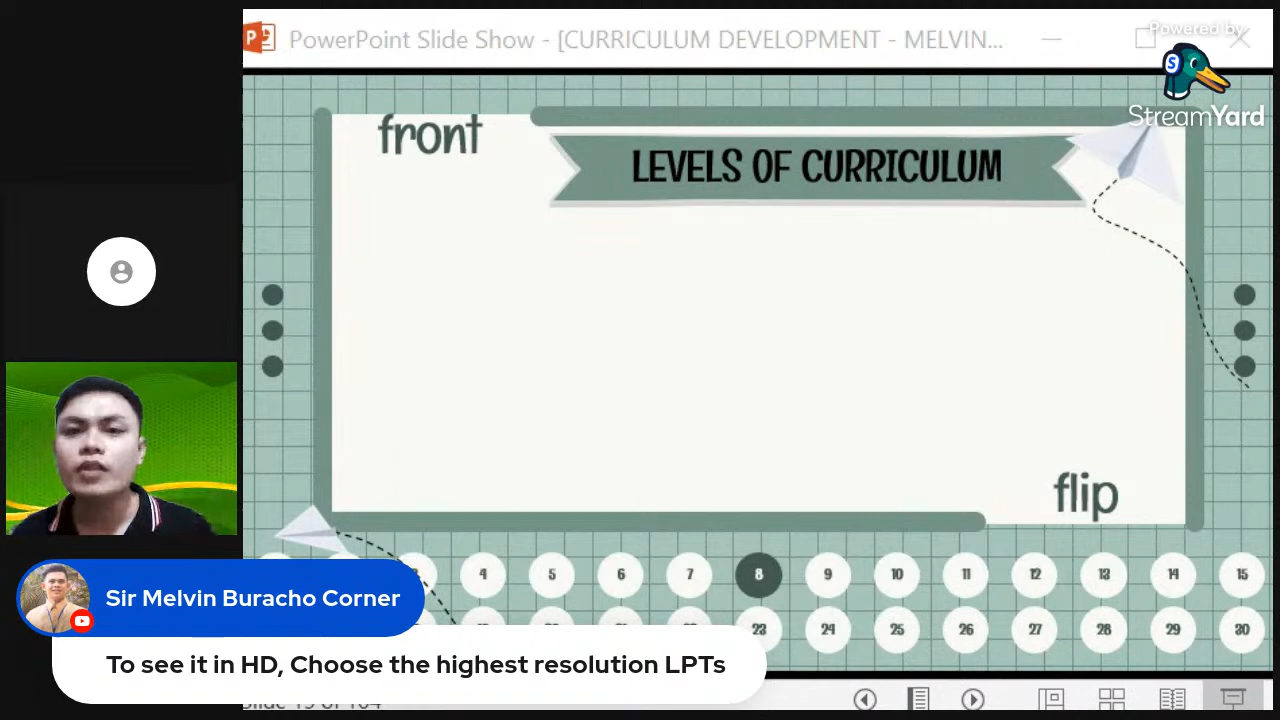 PowerPoint Slide Show - [CURRICULUM DEVELOPMENT - MELVIN...
Powered by
StreamYard
front
LEVELS OF CURRICULUM
flip
4 5 6 7 8 9 10 11 12 13 14 15
23 24 25 26 27 28 29 30
Sir Melvin Buracho Corner
To see it in HD, Choose the highest resolution LPTs